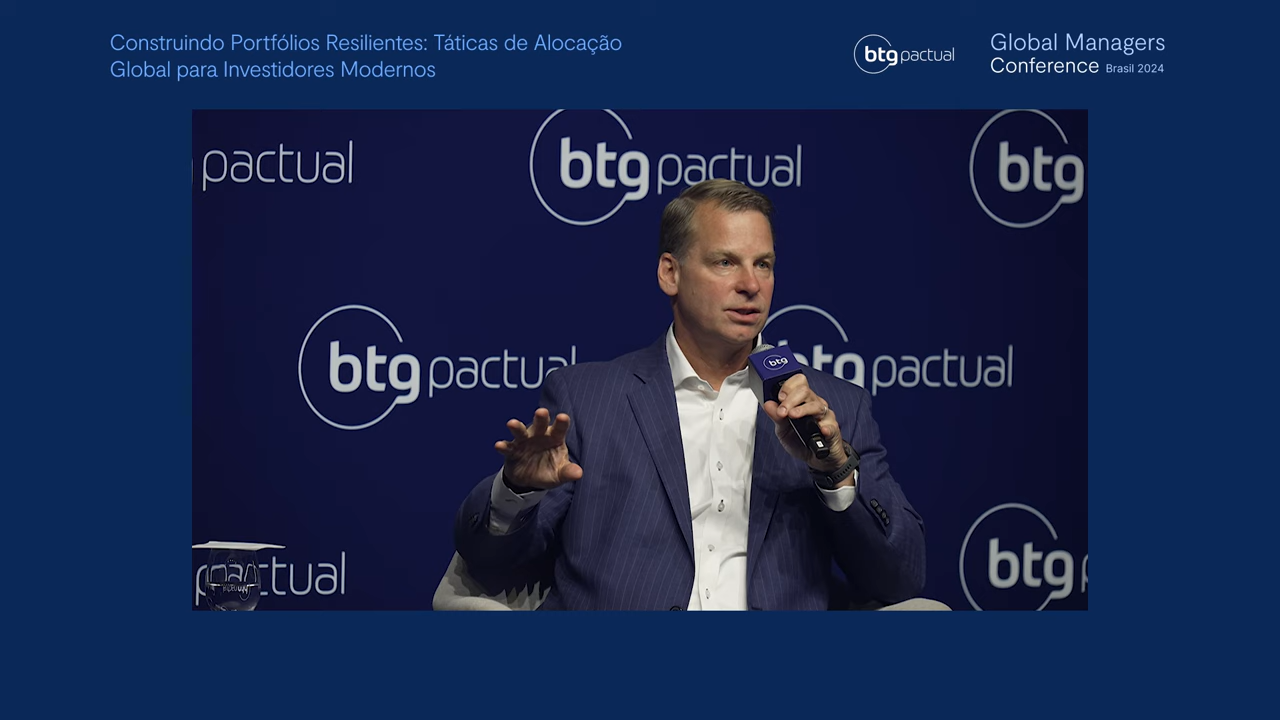 Construindo Portfólios Resilientes: Táticas de Alocação
Global para Investidores Modernos
btg pactual
Global Managers
Conference Brasil 2024
pactual
btg pactual
btg
btg pactual
btg pactual
btg
pactual
btg